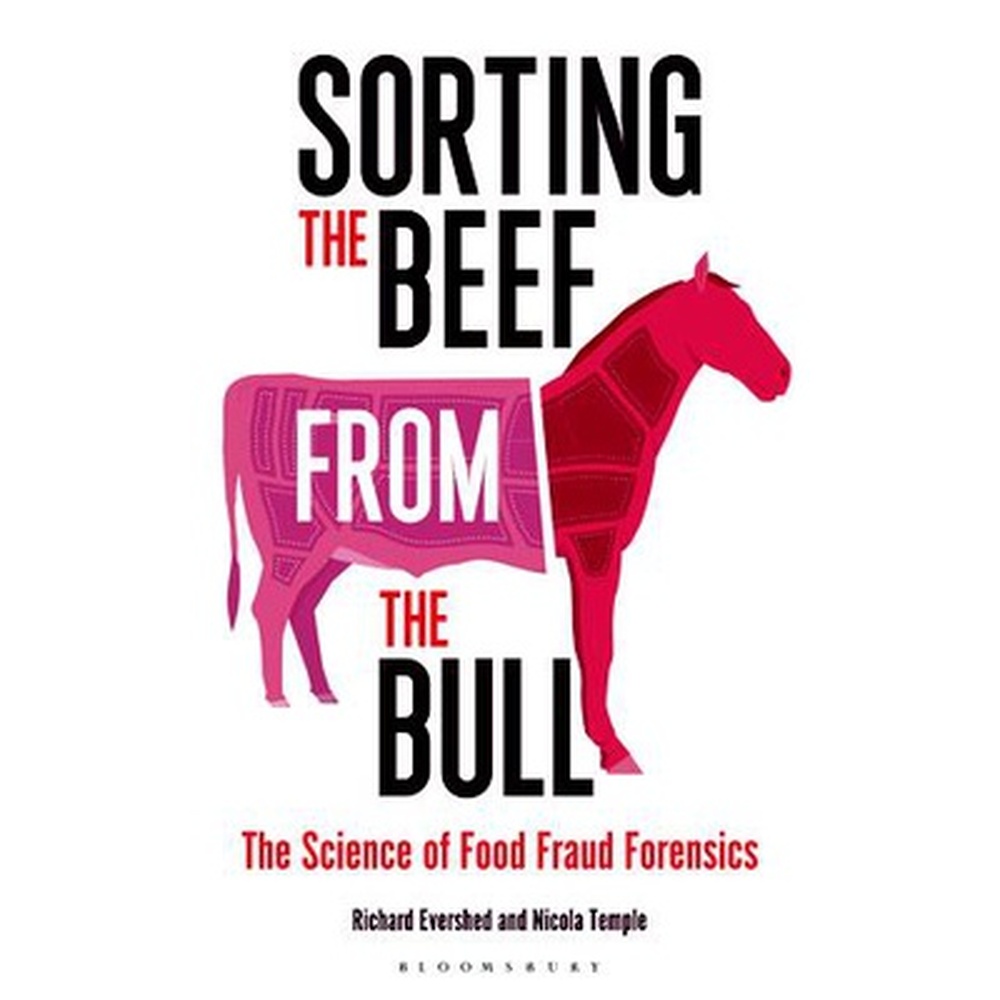 SORTING
THE BEEF
FROM
THE
BULL
The Science of Food Fraud Forensics
Richard Evershed and Nicola Temple
BLOOMSBURY